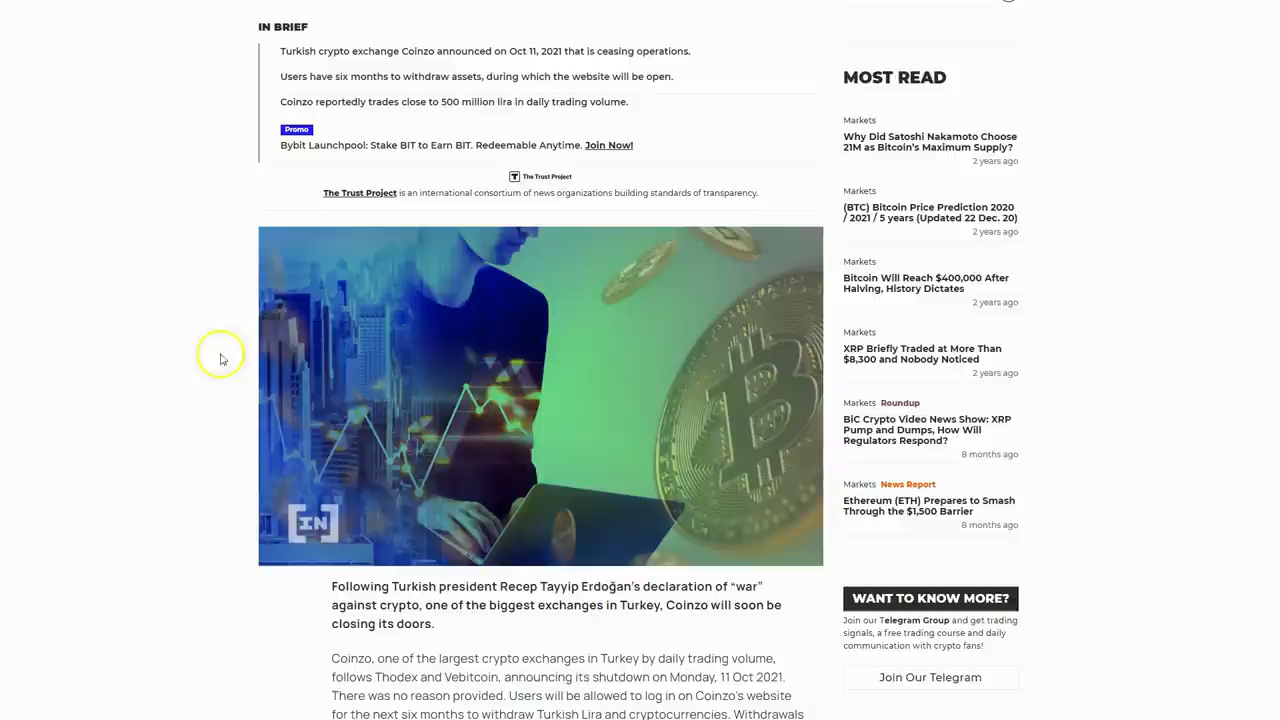 IN BRIEF
Turkish crypto exchange Coinzo announced on Oct 11, 2021 that is ceasing operations.
Users have six months to withdraw assets, during which the website will be open.
Coinzo reportedly trades close to 500 million lira in daily trading volume.
Promo
Bybit Launchpool: Stake BIT to Earn BIT. Redeemable Anytime. Join Now!
T The Trust Project
The Trust Project is an international consortium of news organizations building standards of transparency.
[IN]
Following Turkish president Recep Tayyip Erdoğan's declaration of “war”
against crypto, one of the biggest exchanges in Turkey, Coinzo will soon be
closing its doors.
Coinzo, one of the largest crypto exchanges in Turkey by daily trading volume,
follows Thodex and Vebitcoin, announcing its shutdown on Monday, 11 Oct 2021.
There was no reason provided. Users will be allowed to log in on Coinzo's website
for the next six months to withdraw Turkish Lira and cryptocurrencies. Withdrawals
MOST READ
Markets
Why Did Satoshi Nakamoto Choose
21M as Bitcoin's Maximum Supply?
2 years ago
Markets
(BTC) Bitcoin Price Prediction 2020
/ 2021 / 5 years (Updated 22 Dec. 20)
2 years ago
Markets
Bitcoin Will Reach $400,000 After
Halving, History Dictates
2 years ago
Markets
XRP Briefly Traded at More Than
$8,300 and Nobody Noticed
2 years ago
Markets Roundup
BiC Crypto Video News Show: XRP
Pump and Dumps, How Will
Regulators Respond?
8 months ago
Markets News Report
Ethereum (ETH) Prepares to Smash
Through the $1,500 Barrier
8 months ago
WANT TO KNOW MORE?
Join our Telegram Group and get trading
signals, a free trading course and daily
communication with crypto fans!
Join Our Telegram